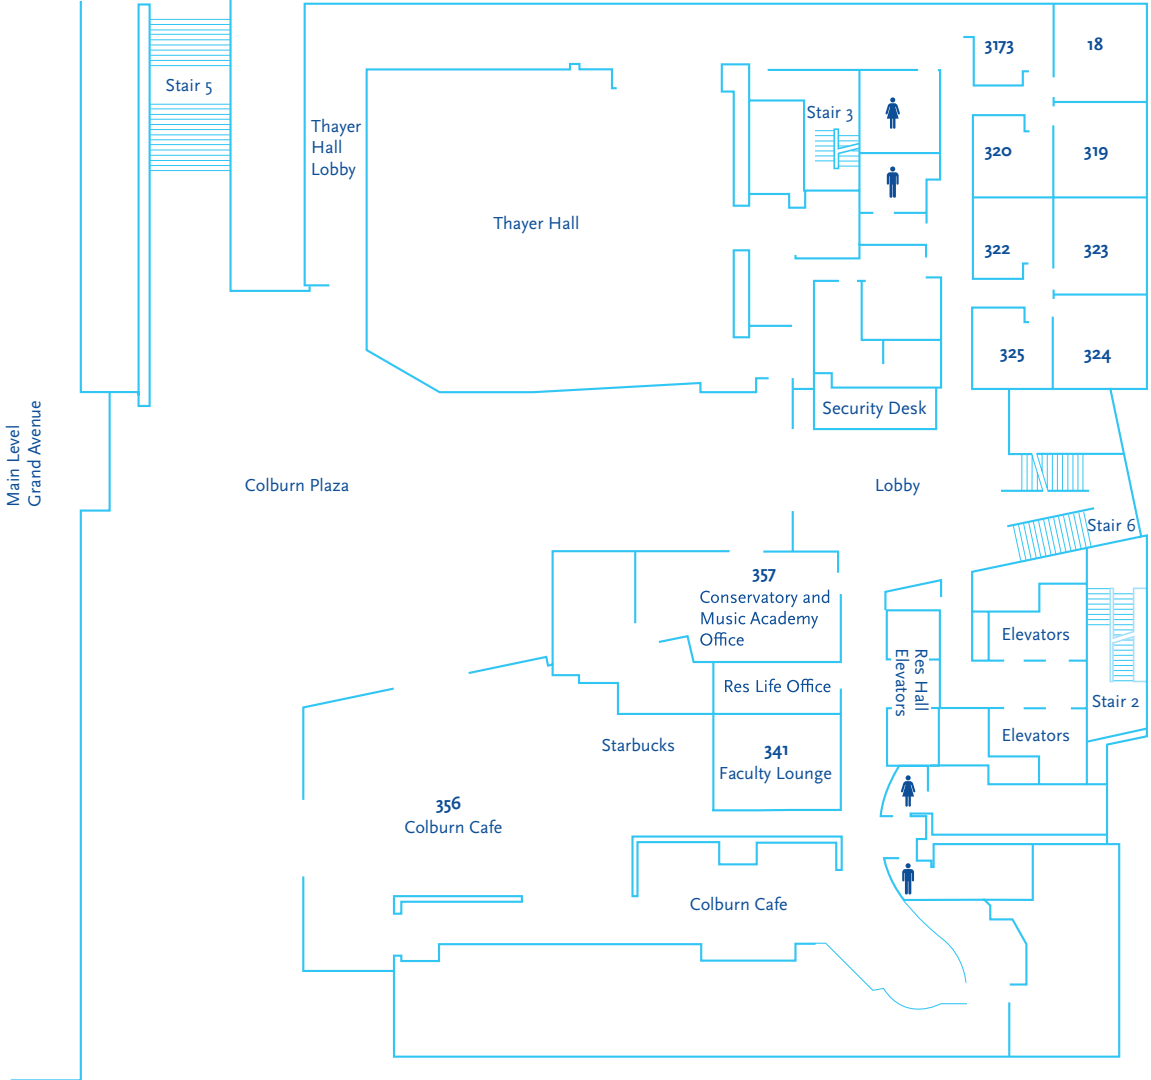 3173
18
Stair 5
Stair 3
Thayer
Hall
Lobby
320
319
Thayer Hall
322
323
325
324
Security Desk
Main Level
Grand Avenue
Colburn Plaza
Lobby
Stair 6
357
Conservatory and
Music Academy
Office
Elevators
Res Hall
Elevators
Res Life Office
Stair 2
Elevators
Starbucks
341
Faculty Lounge
356
Colburn Cafe
Colburn Cafe